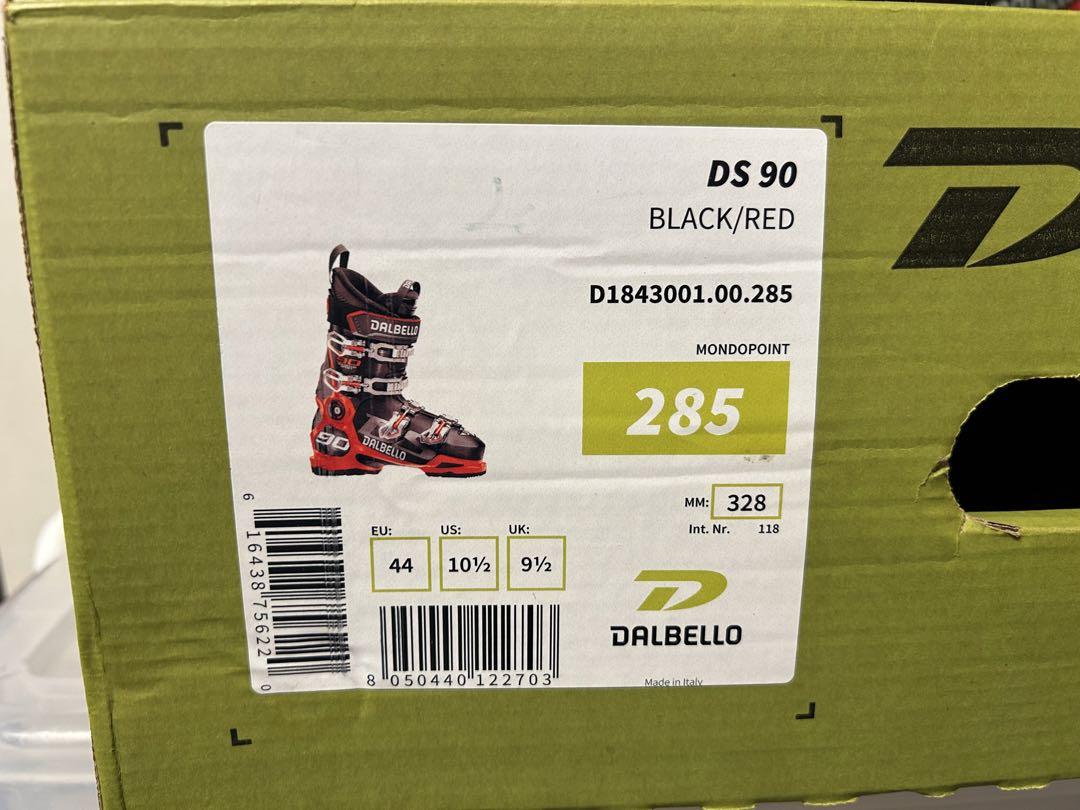 DS 90
BLACK/RED
D1843001.00.285
MONDOPOINT
285
DALBELLO
90
DALBELLO
MM: 328
Int. Nr. 118
EU: US: UK:
44 10½ 9½
6 16438 75622 0
8 050440 122703
DALBELLO
Made in Italy